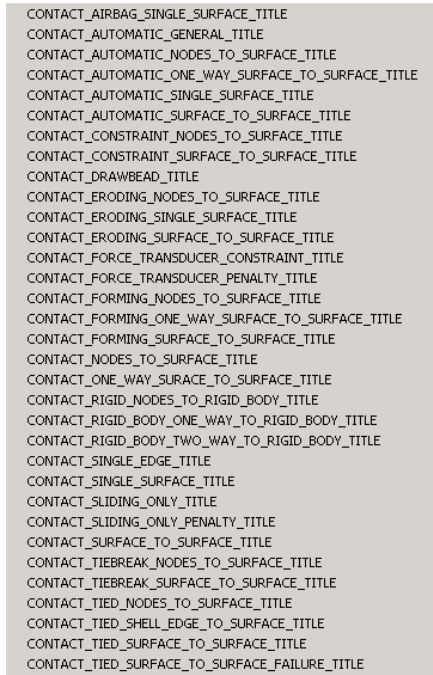 CONTACT_AIRBAG_SINGLE_SURFACE_TITLE
CONTACT_AUTOMATIC_GENERAL_TITLE
CONTACT_AUTOMATIC_NODES_TO_SURFACE_TITLE
CONTACT_AUTOMATIC_ONE_WAY_SURFACE_TO_SURFACE_TITLE
CONTACT_AUTOMATIC_SINGLE_SURFACE_TITLE
CONTACT_AUTOMATIC_SURFACE_TO_SURFACE_TITLE
CONTACT_CONSTRAINT_NODES_TO_SURFACE_TITLE
CONTACT_CONSTRAINT_SURFACE_TO_SURFACE_TITLE
CONTACT_DRAWBEAD_TITLE
CONTACT_ERODING_NODES_TO_SURFACE_TITLE
CONTACT_ERODING_SINGLE_SURFACE_TITLE
CONTACT_ERODING_SURFACE_TO_SURFACE_TITLE
CONTACT_FORCE_TRANSDUCER_CONSTRAINT_TITLE
CONTACT_FORCE_TRANSDUCER_PENALTY_TITLE
CONTACT_FORMING_NODES_TO_SURFACE_TITLE
CONTACT_FORMING_ONE_WAY_SURFACE_TO_SURFACE_TITLE
CONTACT_FORMING_SURFACE_TO_SURFACE_TITLE
CONTACT_NODES_TO_SURFACE_TITLE
CONTACT_ONE_WAY_SURACE_TO_SURFACE_TITLE
CONTACT_RIGID_NODES_TO_RIGID_BODY_TITLE
CONTACT_RIGID_BODY_ONE_WAY_TO_RIGID_BODY_TITLE
CONTACT_RIGID_BODY_TWO_WAY_TO_RIGID_BODY_TITLE
CONTACT_SINGLE_EDGE_TITLE
CONTACT_SINGLE_SURFACE_TITLE
CONTACT_SLIDING_ONLY_TITLE
CONTACT_SLIDING_ONLY_PENALTY_TITLE
CONTACT_SURFACE_TO_SURFACE_TITLE
CONTACT_TIEBREAK_NODES_TO_SURFACE_TITLE
CONTACT_TIEBREAK_SURFACE_TO_SURFACE_TITLE
CONTACT_TIED_NODES_TO_SURFACE_TITLE
CONTACT_TIED_SHELL_EDGE_TO_SURFACE_TITLE
CONTACT_TIED_SURFACE_TO_SURFACE_TITLE
CONTACT_TIED_SURFACE_TO_SURFACE_FAILURE_TITLE